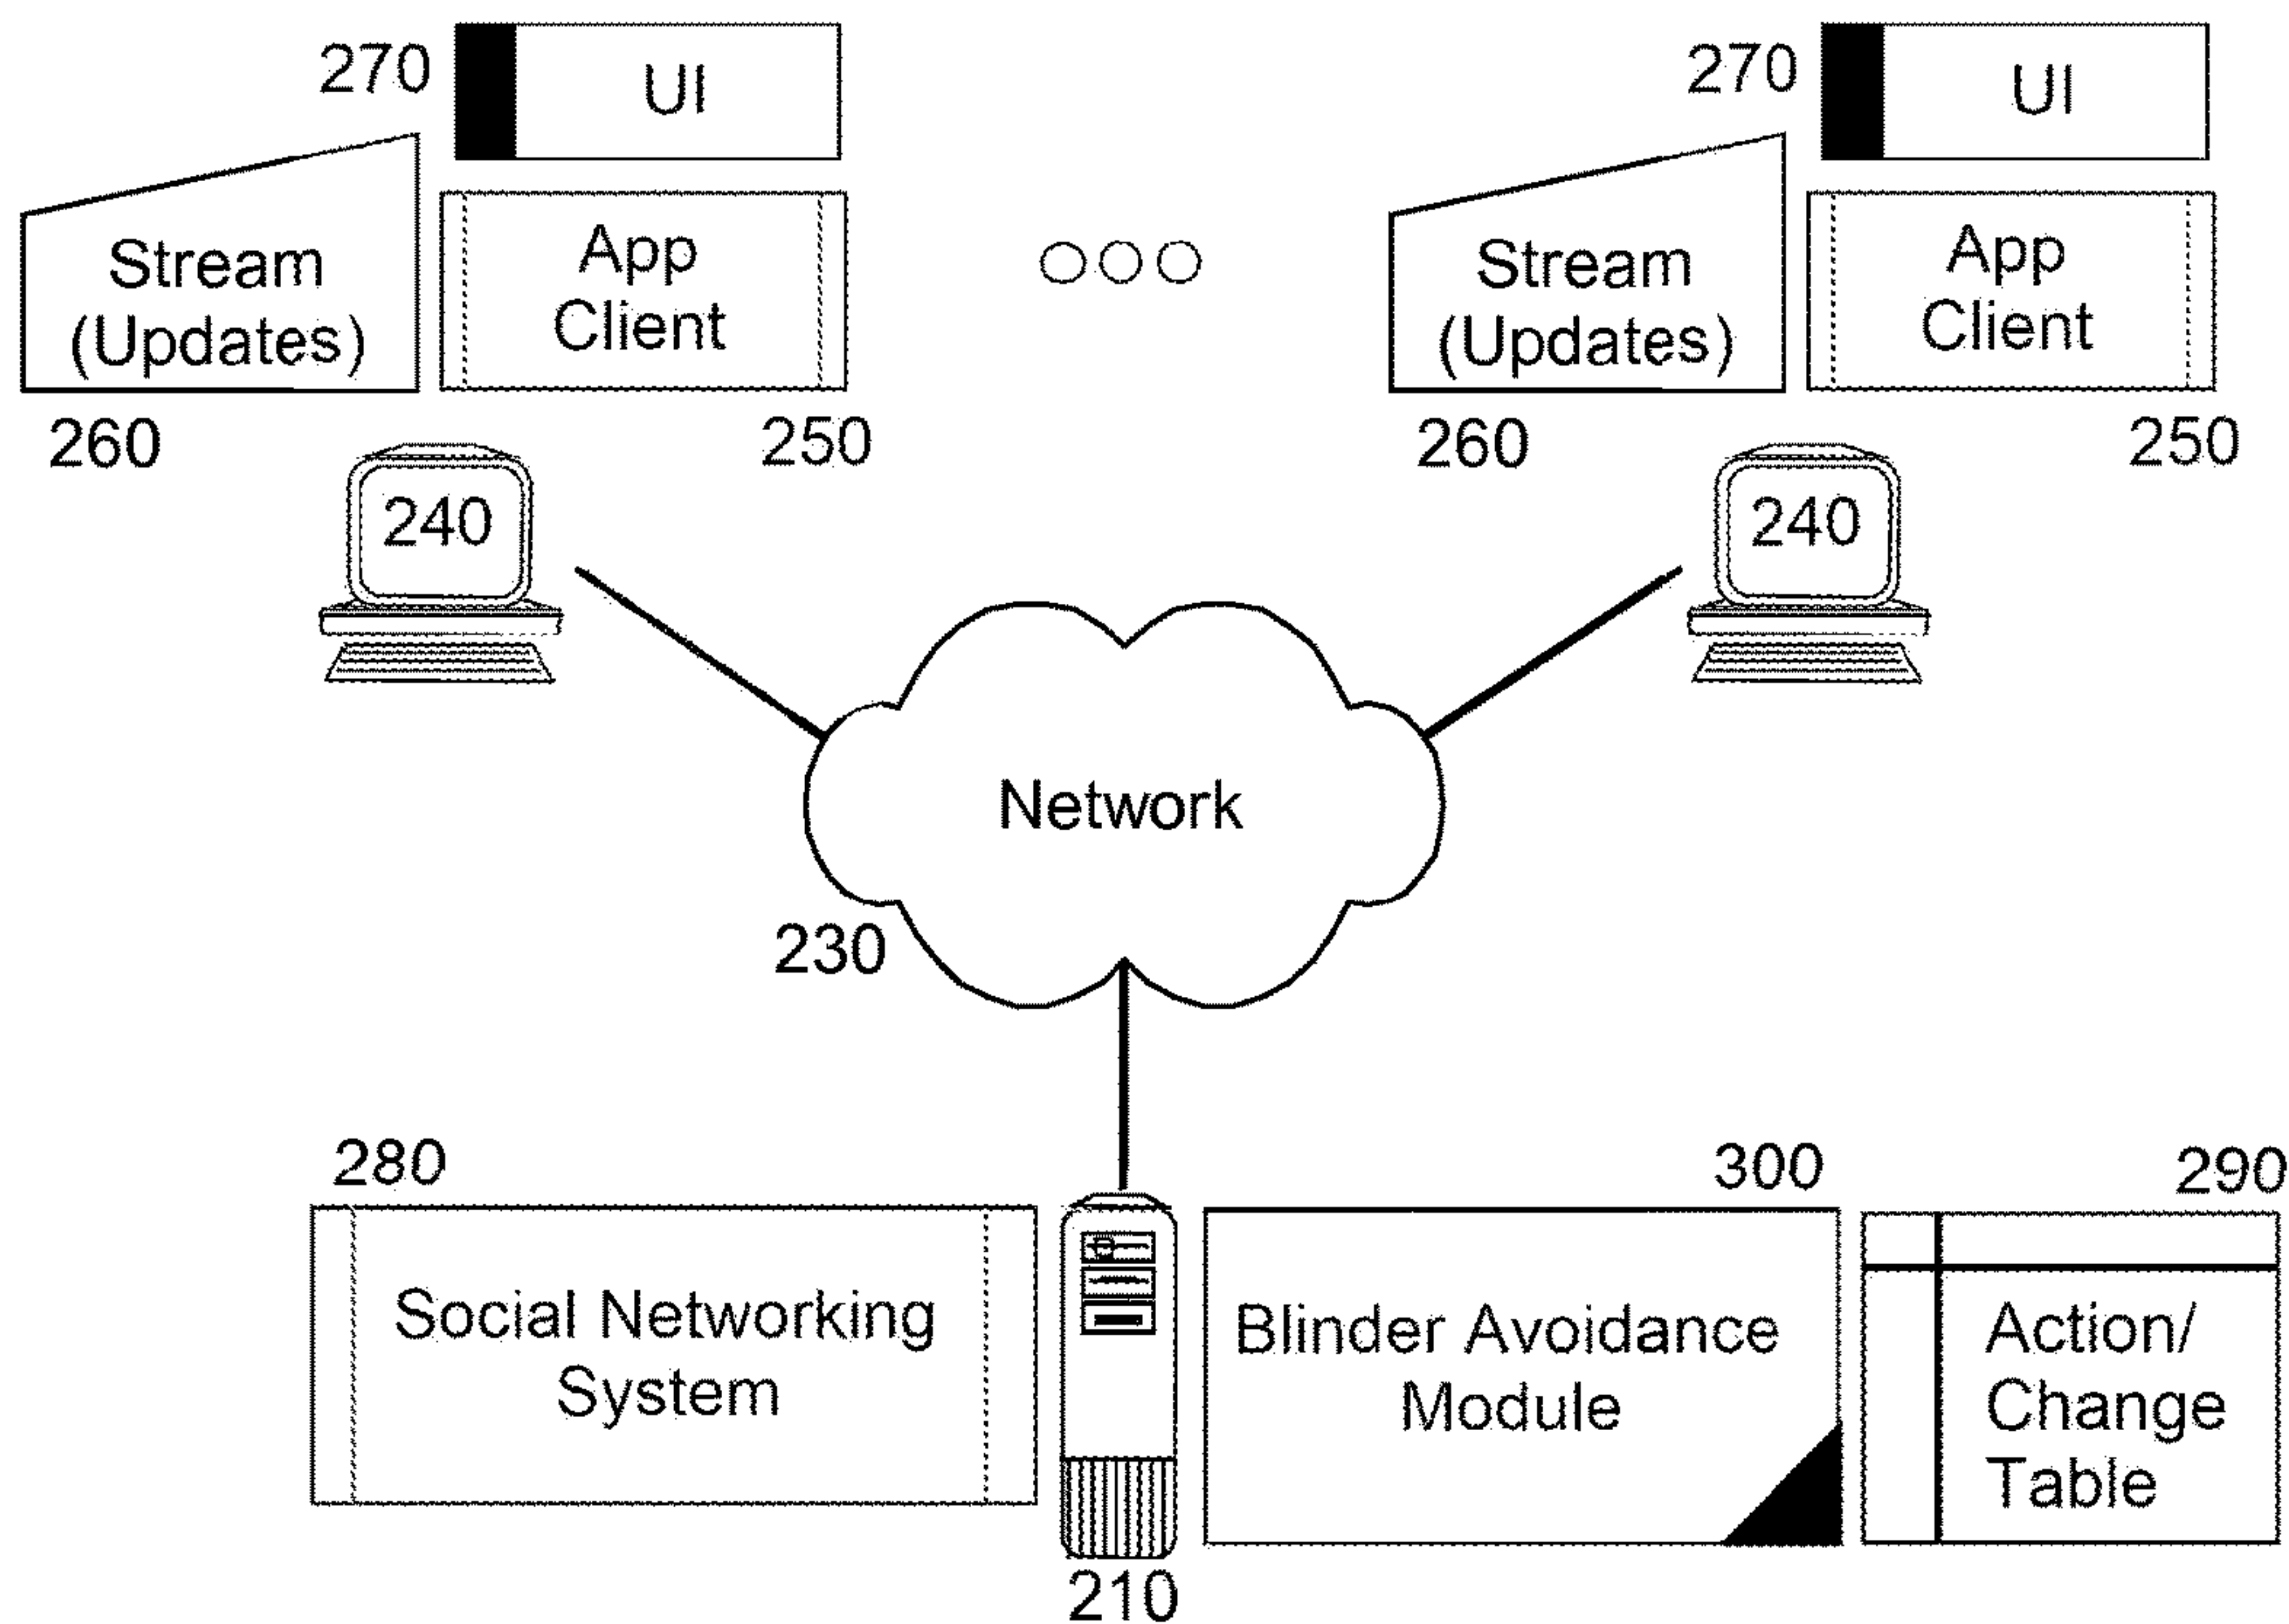 270
UI
270
UI
Stream
(Updates)
App
Client
Stream
(Updates)
App
Client
260
250
260
250
240
240
Network
230
280
300
290
Social Networking
System
Blinder Avoidance
Module
Action/
Change
Table
210